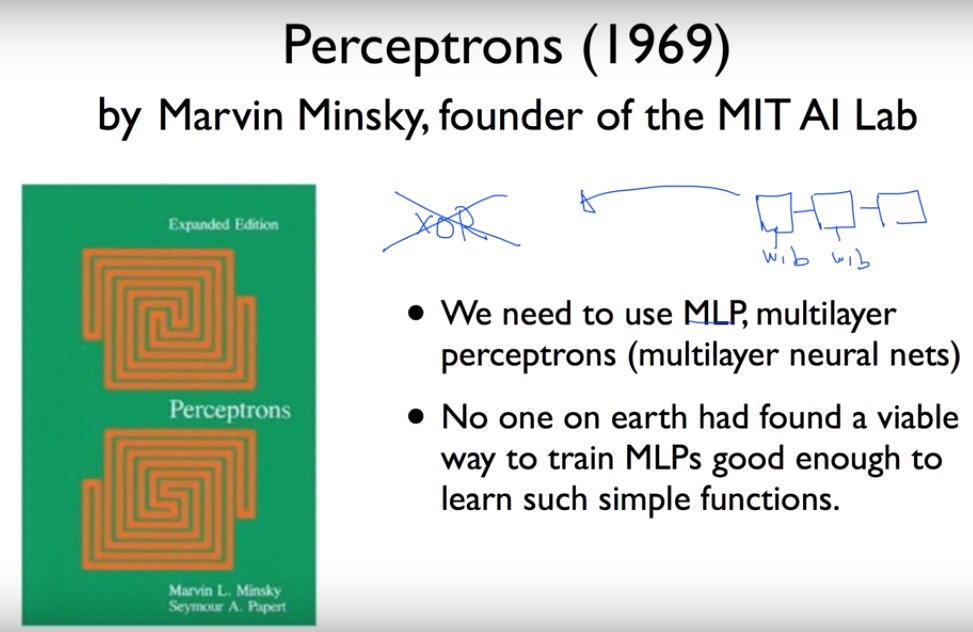 Perceptrons (1969)
by Marvin Minsky, founder of the MIT AI Lab
Expanded Edition
Perceptrons
Marvin L. Minsky
Seymour A. Papert
XOR
w,b w,b
• We need to use MLP, multilayer
perceptrons (multilayer neural nets)
• No one on earth had found a viable
way to train MLPs good enough to
learn such simple functions.